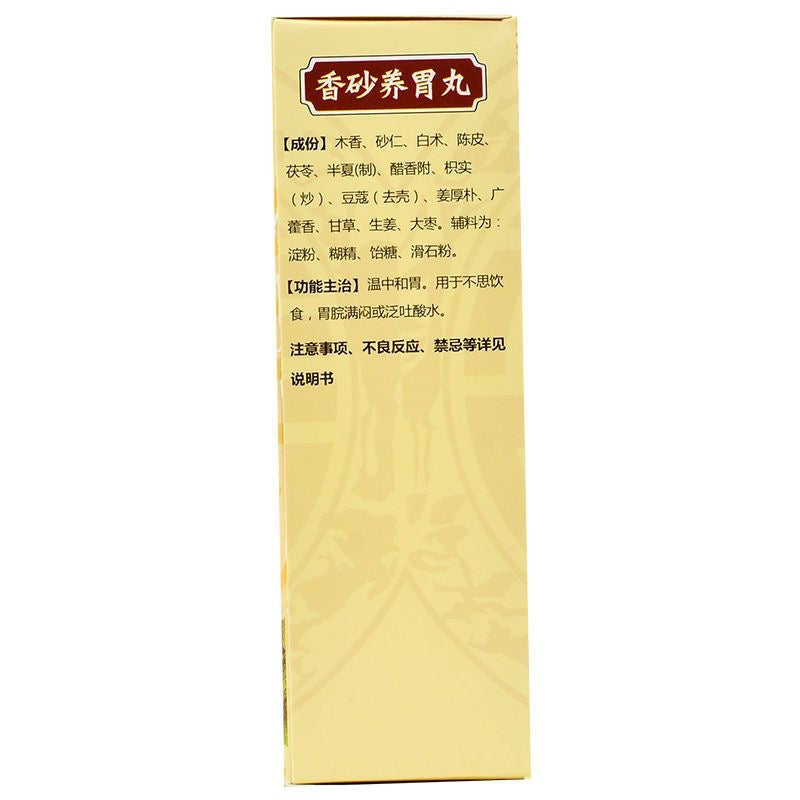 香砂养胃丸
【成份】木香、砂仁、白术、陈皮、
茯苓、半夏(制)、醋香附、枳实
（炒）、豆蔻（去壳）、姜厚朴、广
藿香、甘草、生姜、大枣。辅料为：
淀粉、糊精、饴糖、滑石粉。
【功能主治】温中和胃。用于不思饮
食，胃脘满闷或泛吐酸水。
注意事项、不良反应、禁忌等详见
说明书